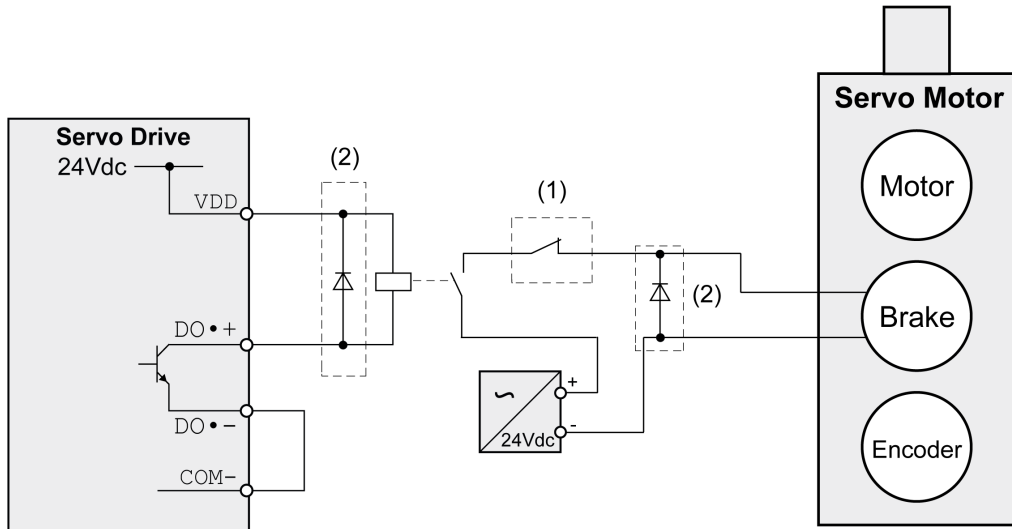 Servo Motor
Servo Drive
24Vdc
(2)
(1)
VDD
Motor
(2)
DO•+
Brake
+
-
24Vdc
DO•-
COM-
Encoder